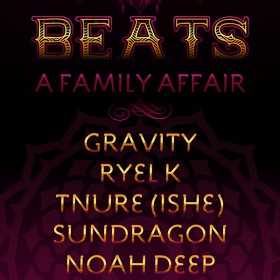 BEATS
A FAMILY AFFAIR
GRAVITY
RYEL K
TNURE (ISHE)
SUNDRAGON
NOAH DEEP